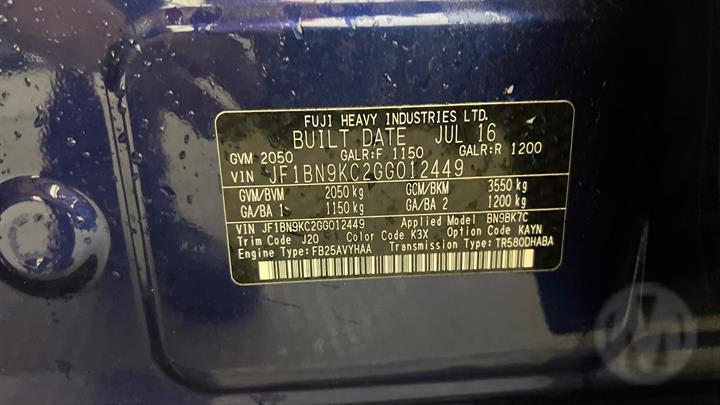 FUJI HEAVY INDUSTRIES LTD.
BUILT DATE JUL 16
GVM 2050 GALR:F 1150 GALR:R 1200
VIN JF1BN9KC2GG012449
GVM/BVM 2050 kg GCM/BKM 3550 kg
GA/BA 1 1150 kg GA/BA 2 1200 kg
VIN JF1BN9KC2GG012449 Applied Model BN9BK7C
Trim Code J20 Color Code K3X Option Code KAYN
Engine Type: FB25AVYHAA Transmission Type: TR580DHABA